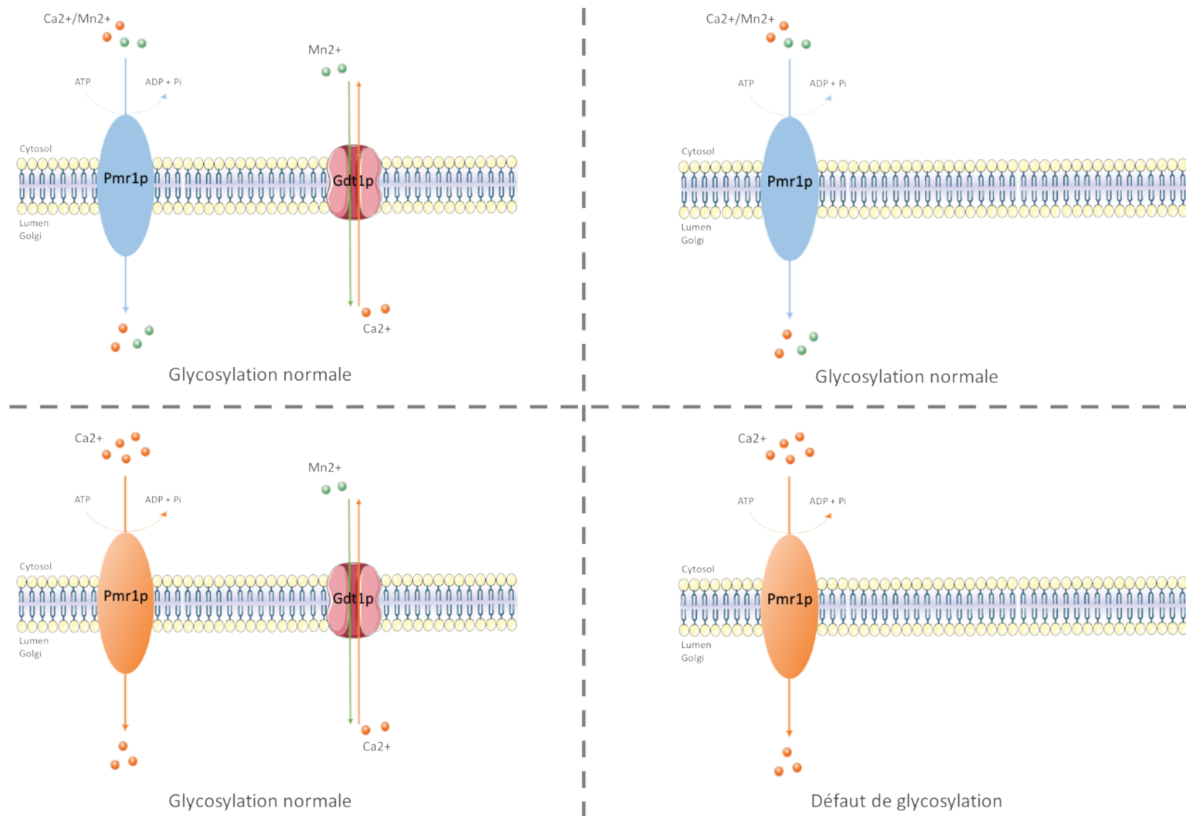 Ca2+/Mn2+
ATP
ADP + Pi
Mn2+
Cytosol
Pmr1p
Gdt1p
Lumen
Golgi
Ca2+
Glycosylation normale
Ca2+/Mn2+
ATP
ADP + Pi
Cytosol
Pmr1p
Lumen
Golgi
Glycosylation normale
Ca2+
Mn2+
ATP
ADP + Pi
Cytosol
Pmr1p
Gdt1p
Lumen
Golgi
Ca2+
Glycosylation normale
Ca2+
ATP
ADP + Pi
Cytosol
Pmr1p
Lumen
Golgi
Défaut de glycosylation